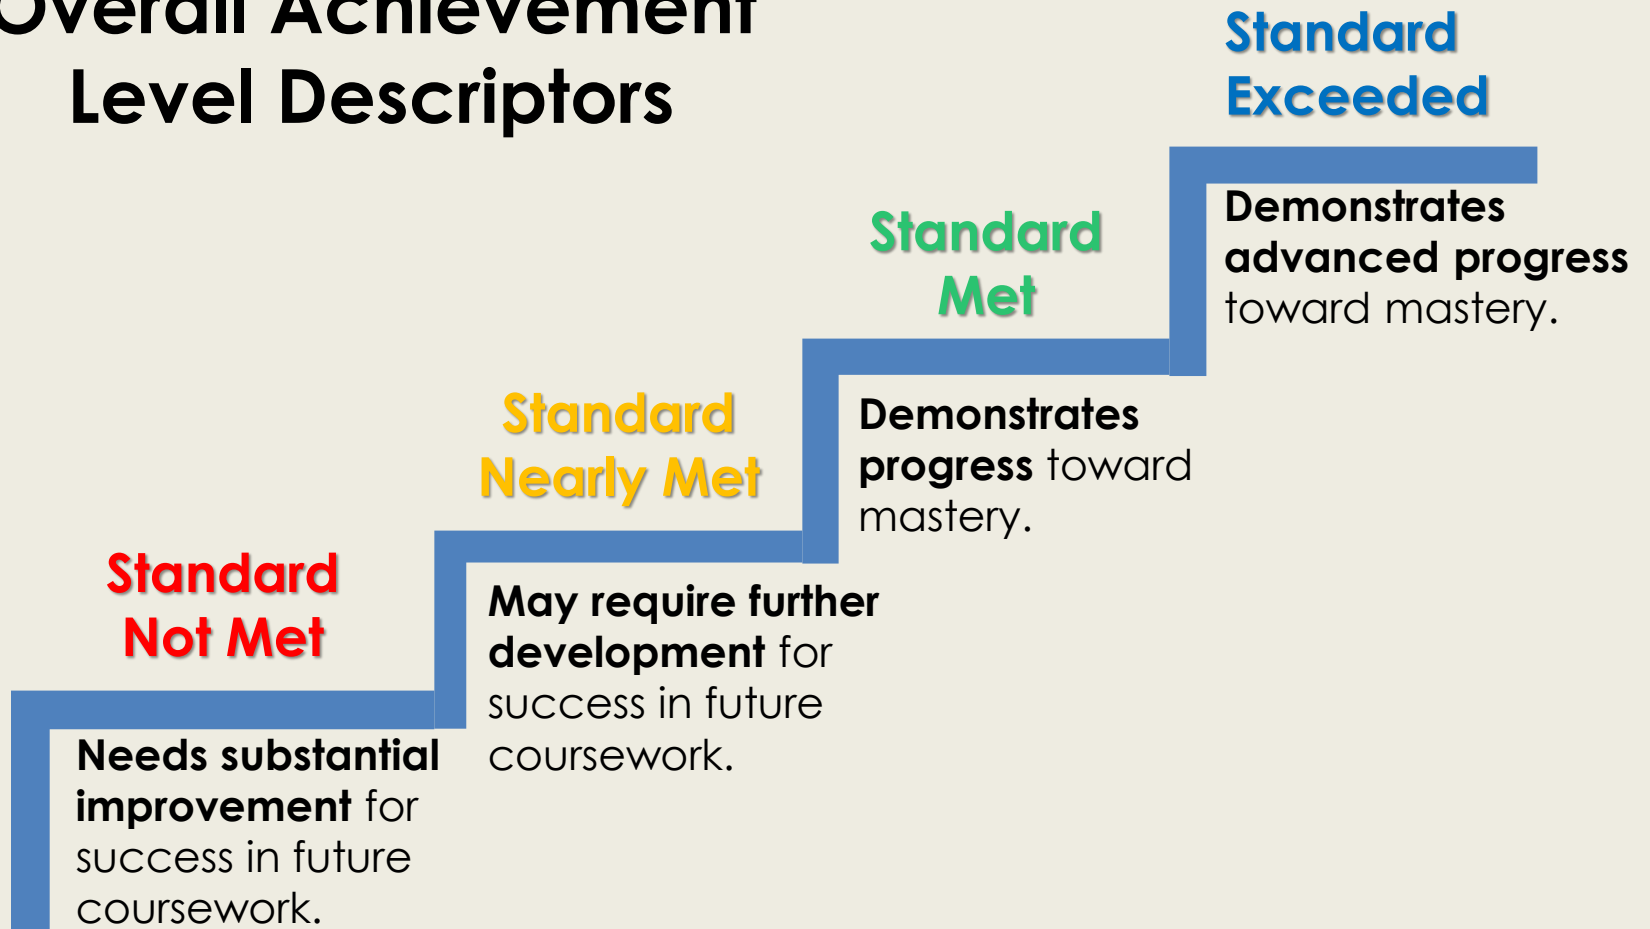 Overall Achievement
Level Descriptors
Standard
Exceeded
Demonstrates
advanced progress
toward mastery.
Standard
Met
Demonstrates
progress toward
mastery.
Standard
Nearly Met
May require further
development for
success in future
coursework.
Standard
Not Met
Needs substantial
improvement for
success in future
coursework.